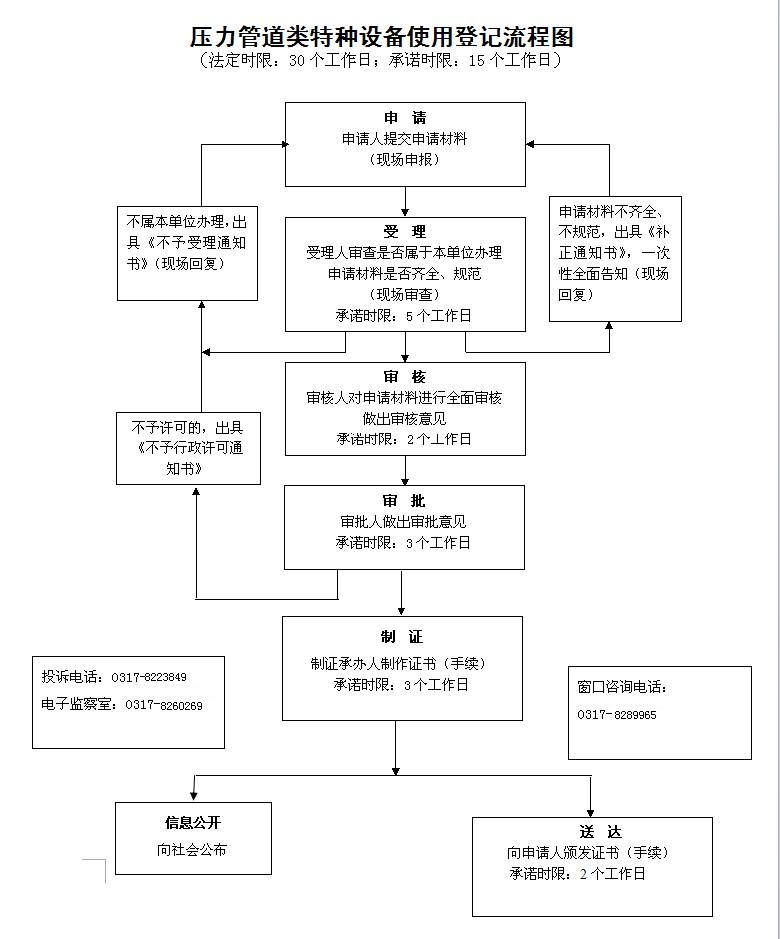 压力管道类特种设备使用登记流程图
（法定时限：30 个工作日；承诺时限：15 个工作日）
申 请
申请人提交申请材料
（现场申报）
不属本单位办理，出
具《不予受理通知
书》（现场回复）
受 理
受理人审查是否属于本单位办理
申请材料是否齐全、规范
（现场审查）
承诺时限：5 个工作日
申请材料不齐全、
不规范，出具《补
正通知书》，一次
性全面告知（现场
回复）
审 核
审核人对申请材料进行全面审核
做出审核意见
承诺时限：2 个工作日
不予许可的，出具
《不予行政许可通
知书》
审 批
审批人做出审批意见
承诺时限：3 个工作日
制 证
制证承办人制作证书（手续）
承诺时限：3 个工作日
投诉电话：0317-8223849
电子监察室：0317-8260269
窗口咨询电话：
0317-8289965
信息公开
向社会公布
送 达
向申请人颁发证书（手续）
承诺时限：2 个工作日